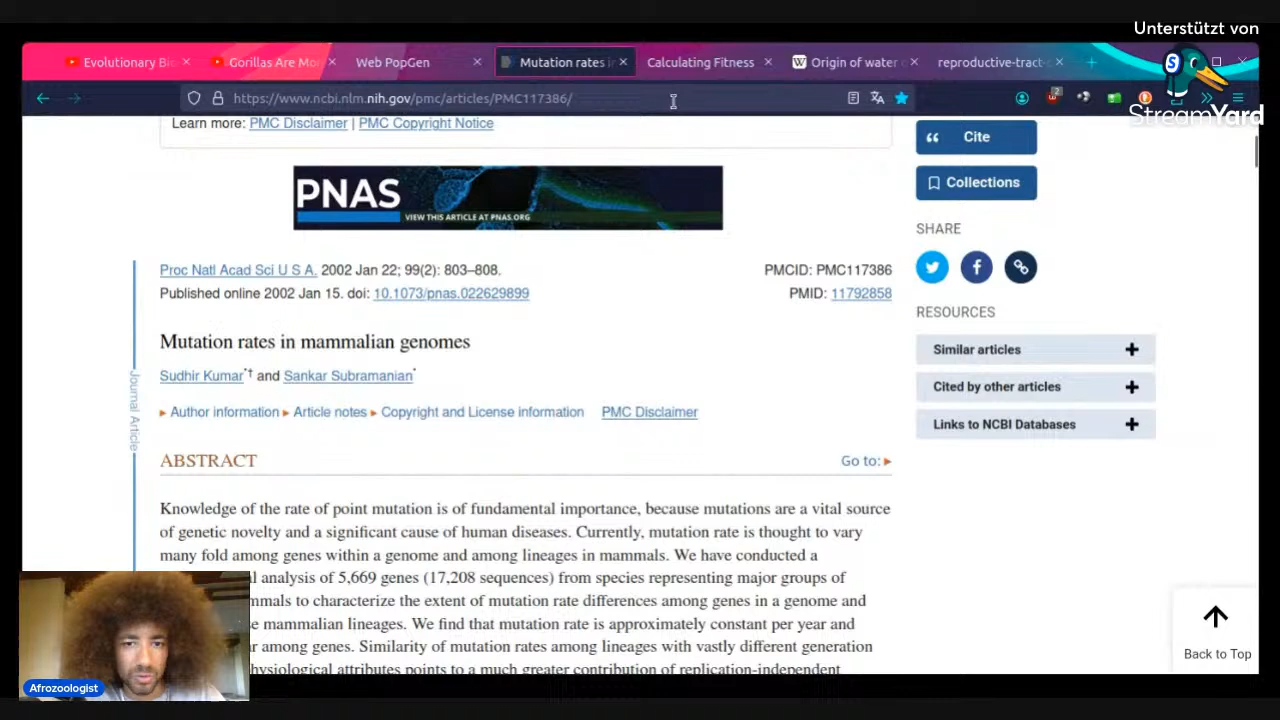 Unterstützt von
StreamYard
Evolutionary Bi
Gorillas Are Mo
Web PopGen
Mutation rates in
Calculating Fitness
Origin of water
reproductive-tract-
https://www.ncbi.nlm.nih.gov/pmc/articles/PMC117386/
2
Learn more: PMC Disclaimer | PMC Copyright Notice
PNAS
VIEW THIS ARTICLE AT PNAS.ORG
Cite
Collections
SHARE
RESOURCES
Similar articles
Cited by other articles
Links to NCBI Databases
Journal Article
Proc Natl Acad Sci U S A. 2002 Jan 22; 99(2): 803–808.
PMCID: PMC117386
Published online 2002 Jan 15. doi: 10.1073/pnas.022629899
PMID: 11792858
Mutation rates in mammalian genomes
Sudhir Kumar*† and Sankar Subramanian*
Author information Article notes Copyright and License information PMC Disclaimer
ABSTRACT
Go to:
Knowledge of the rate of point mutation is of fundamental importance, because mutations are a vital source
of genetic novelty and a significant cause of human diseases. Currently, mutation rate is thought to vary
many fold among genes within a genome and among lineages in mammals. We have conducted a
l analysis of 5,669 genes (17,208 sequences) from species representing major groups of
mmals to characterize the extent of mutation rate differences among genes in a genome and
e mammalian lineages. We find that mutation rate is approximately constant per year and
r among genes. Similarity of mutation rates among lineages with vastly different generation
physiological attributes points to a much greater contribution of replication-independent
Back to Top
Afrozoologist